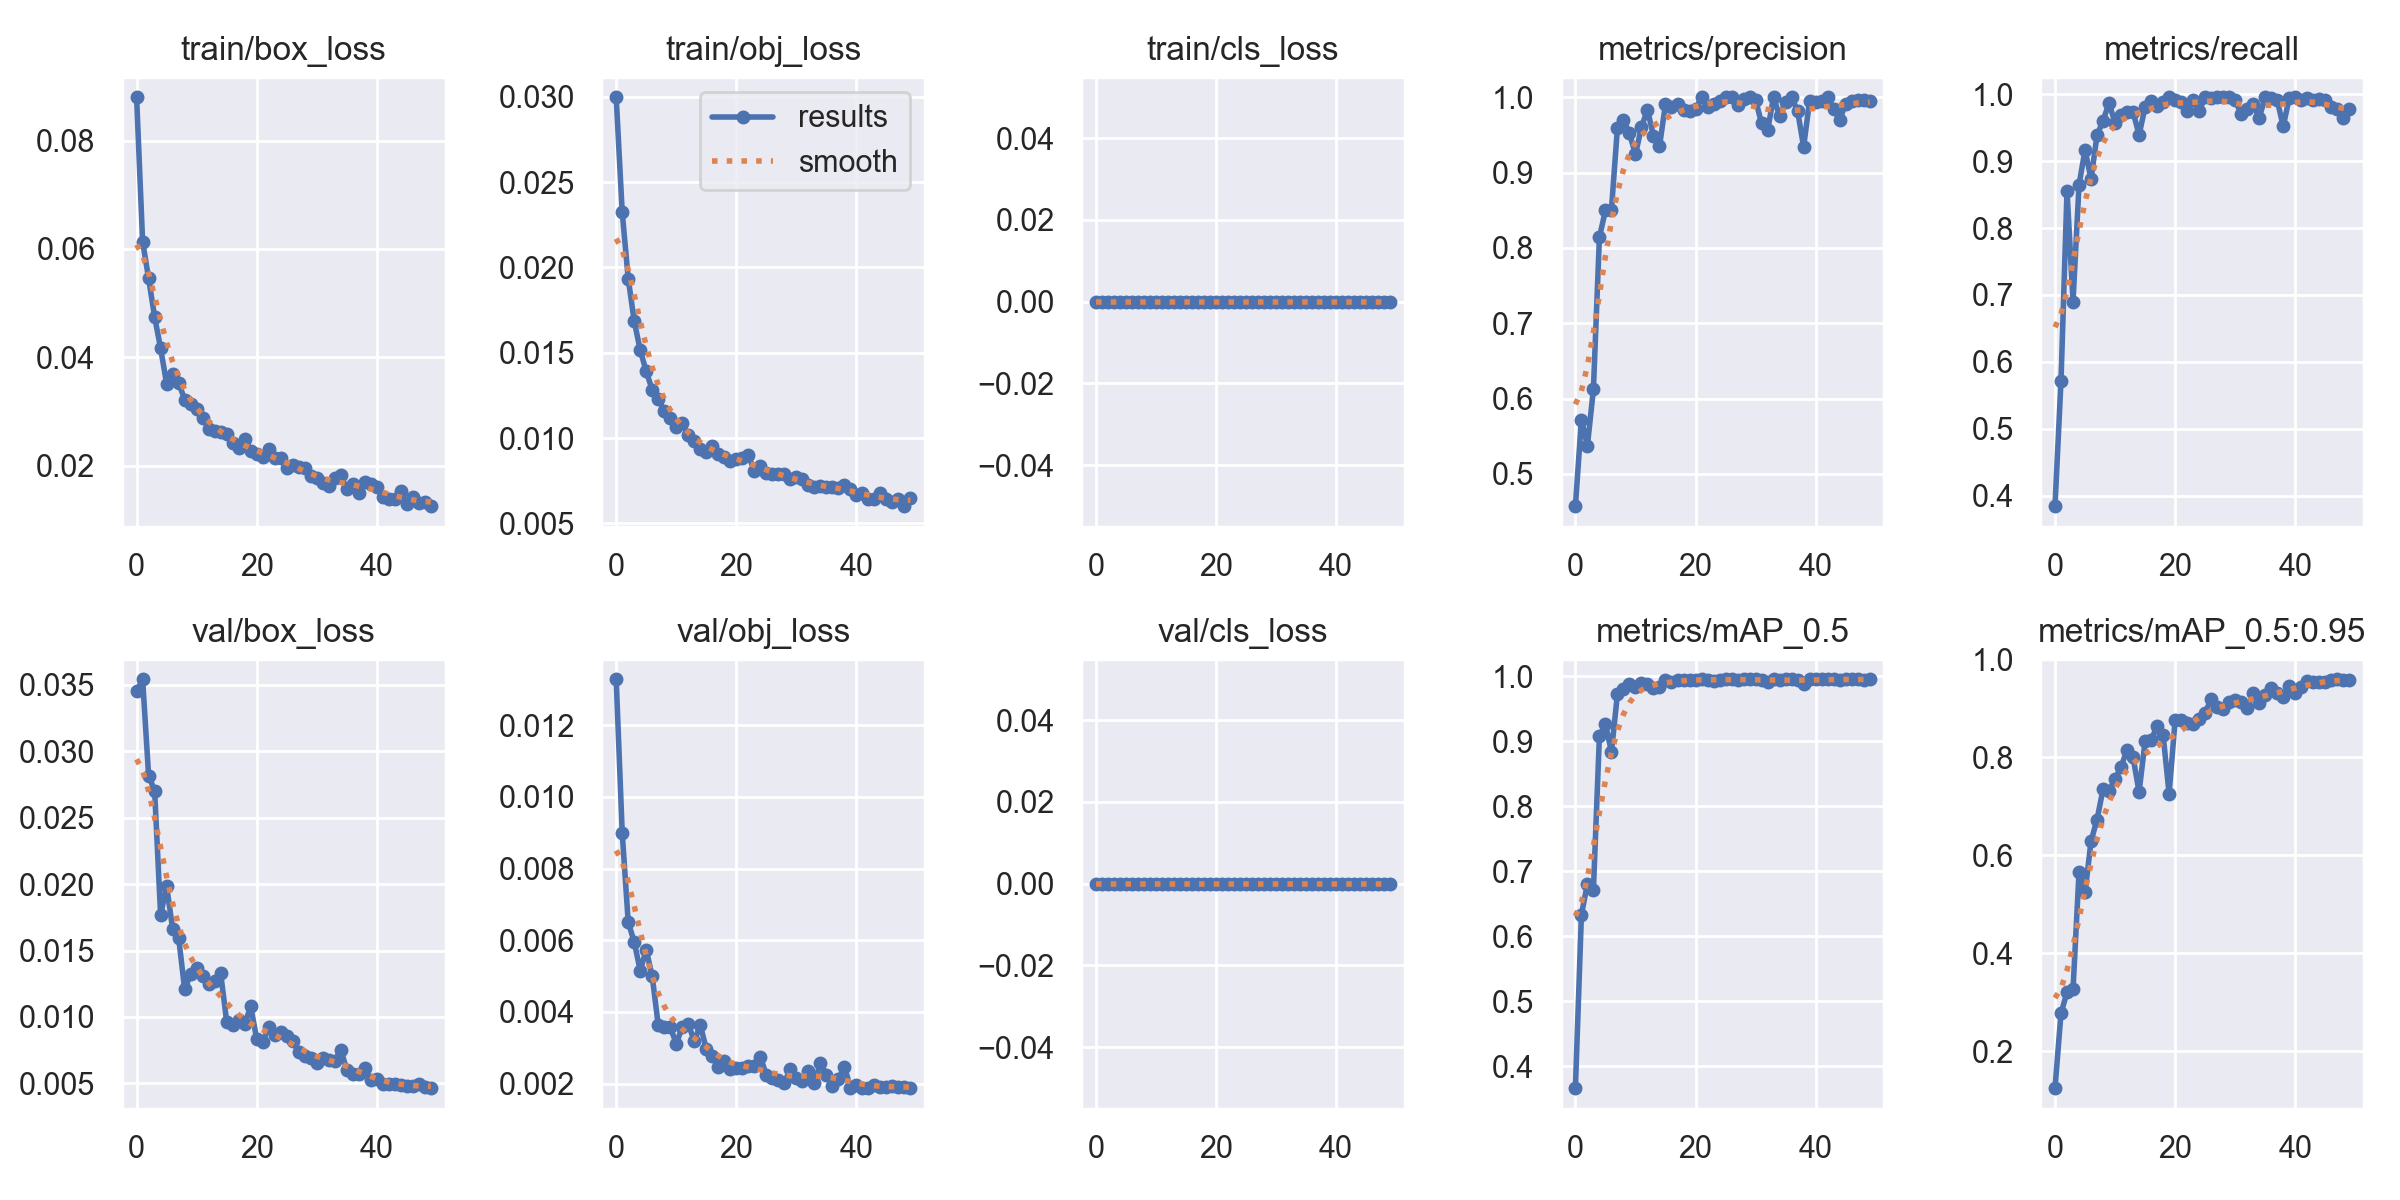 train/box_loss
0.08
0.06
0.04
0.02
0 20 40
train/obj_loss
results
smooth
0.030
0.025
0.020
0.015
0.010
0.005
0 20 40
train/cls_loss
0.04
0.02
0.00
−0.02
−0.04
0 20 40
metrics/precision
1.0
0.9
0.8
0.7
0.6
0.5
0 20 40
metrics/recall
1.0
0.9
0.8
0.7
0.6
0.5
0.4
0 20 40
val/box_loss
0.035
0.030
0.025
0.020
0.015
0.010
0.005
0 20 40
val/obj_loss
0.012
0.010
0.008
0.006
0.004
0.002
0 20 40
val/cls_loss
0.04
0.02
0.00
−0.02
−0.04
0 20 40
metrics/mAP_0.5
1.0
0.9
0.8
0.7
0.6
0.5
0.4
0 20 40
metrics/mAP_0.5:0.95
1.0
0.8
0.6
0.4
0.2
0 20 40